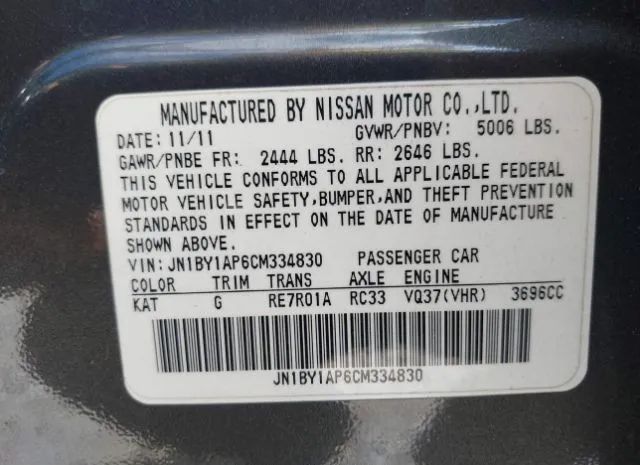 MANUFACTURED BY NISSAN MOTOR CO.,LTD.
DATE: 11/11 GVWR/PNBV: 5006 LBS.
GAWR/PNBE FR: 2444 LBS. RR: 2646 LBS.
THIS VEHICLE CONFORMS TO ALL APPLICABLE FEDERAL
MOTOR VEHICLE SAFETY,BUMPER,AND THEFT PREVENTION
STANDARDS IN EFFECT ON THE DATE OF MANUFACTURE
SHOWN ABOVE.
VIN: JN1BY1AP6CM334830 PASSENGER CAR
COLOR TRIM TRANS AXLE ENGINE
KAT G RE7R01A RC33 VQ37(VHR) 3696CC
JN1BY1AP6CM334830